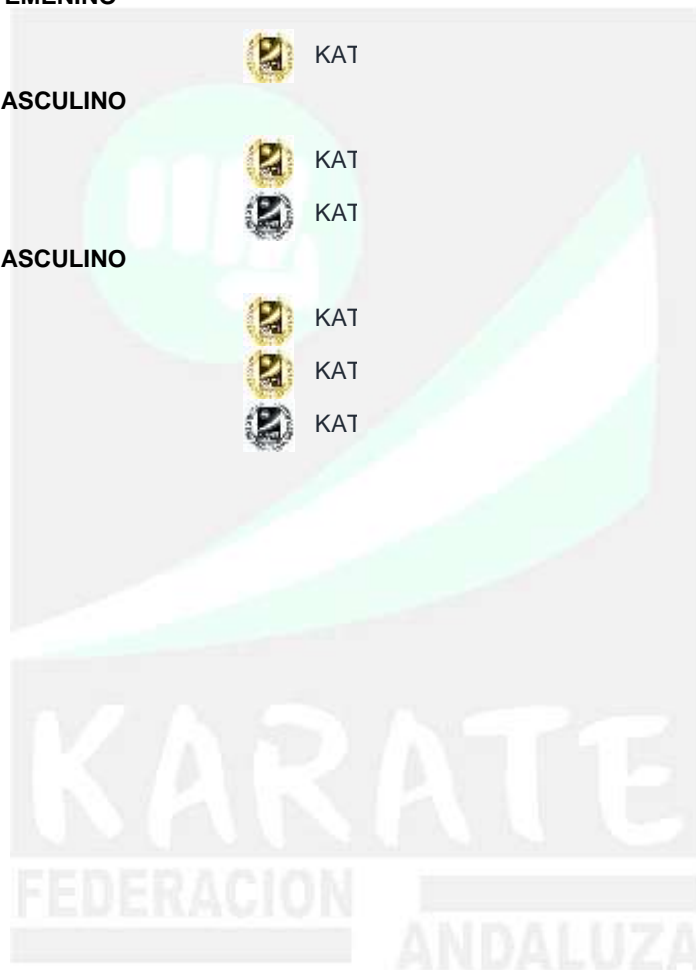 EMENINO
KAT
ASCULINO
KAT
KAT
ASCULINO
KAT
KAT
KAT
KARATE
FEDERACION
ANDALUZA